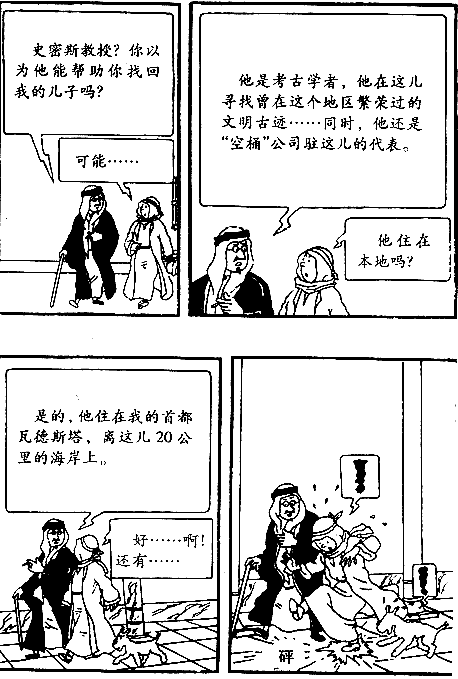 史密斯教授？你以
为他能帮助你找回
我的儿子吗？
可能……
他是考古学者，他在这儿
寻找曾在这个地区繁荣过的
文明古迹……同时，他还是
“空桶”公司驻这儿的代表。
他住在
本地吗？
是的，他住在我的首都
瓦德斯塔，离这儿20公
里的海岸上。
好……啊！
还有……
砰